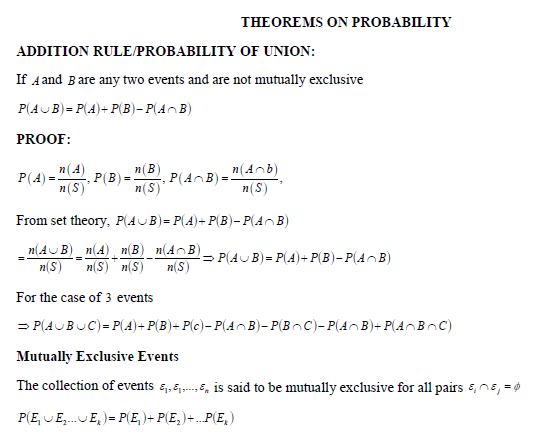 THEOREMS ON PROBABILITY
ADDITION RULE/PROBABILITY OF UNION:
If A and B are any two events and are not mutually exclusive
P(A∪B)= P(A)+ P(B)− P(A∩B)
PROOF:
P(A)= n(A)/n(S), P(B)= n(B)/n(S), P(A∩B)= n(A∩b)/n(S),
From set theory, P(A∪B)= P(A)+ P(B)− P(A∩B)
= n(A∪B)/n(S) = n(A)/n(S) + n(B)/n(S) − n(A∩B)/n(S) ⇒ P(A∪B)= P(A)+ P(B)− P(A∩B)
For the case of 3 events
⇒ P(A∪B∪C)= P(A)+ P(B)+ P(c)− P(A∩B)− P(B∩C)− P(A∩B)+ P(A∩B∩C)
Mutually Exclusive Events
The collection of events ε₁, ε₁,..., εₙ is said to be mutually exclusive for all pairs εᵢ ∩ εⱼ = ϕ
P(E₁ ∪ E₂...∪ Eₖ)= P(E₁)+ P(E₂)+...P(Eₖ)